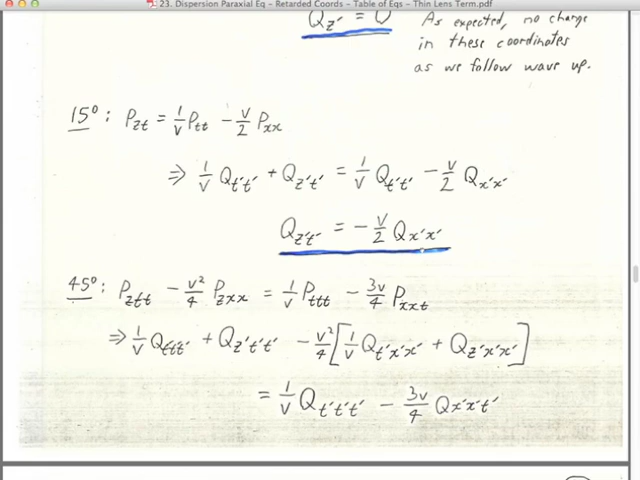 23. Dispersion Paraxial Eq - Retarded Coords - Table of Eqs - Thin Lens Term.pdf
Q_z' = 0
As expected, no change
in these coordinates
as we follow wave up.
15°: P_zt = 1/v P_tt - v/2 P_xx
⇒ 1/v Q_t't' + Q_z't' = 1/v Q_t't' - v/2 Q_x'x'
Q_z't' = - v/2 Q_x'x'
45°: P_ztt - v²/4 P_zxx = 1/v P_ttt - 3v/4 P_xxt
⇒ 1/v Q_t't't' + Q_z't't' - v²/4 [ 1/v Q_t'x'x' + Q_z'x'x' ]
= 1/v Q_t't't' - 3v/4 Q_x'x't'